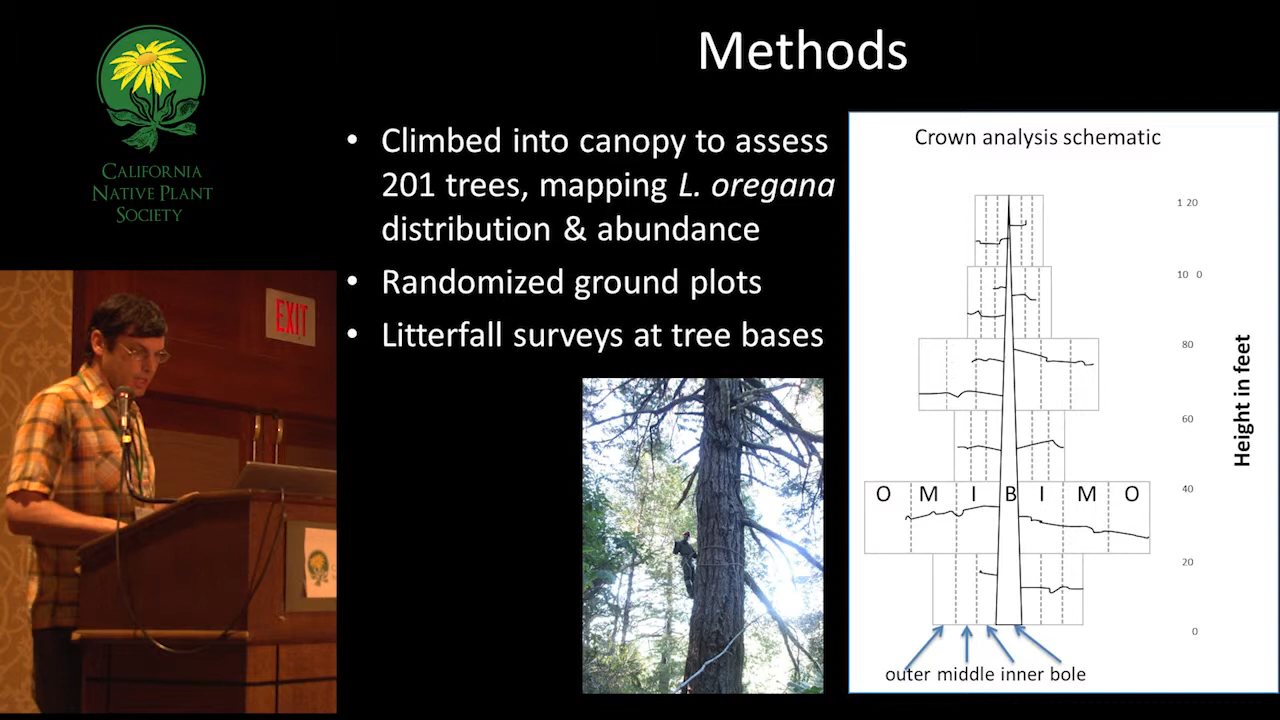 Methods
CALIFORNIA
NATIVE PLANT
SOCIETY
EXIT
• Climbed into canopy to assess
201 trees, mapping L. oregana
distribution & abundance
• Randomized ground plots
• Litterfall surveys at tree bases
Crown analysis schematic
1 20
10 0
80
60
40
20
0
Height in feet
O M I B I M O
outer middle inner bole